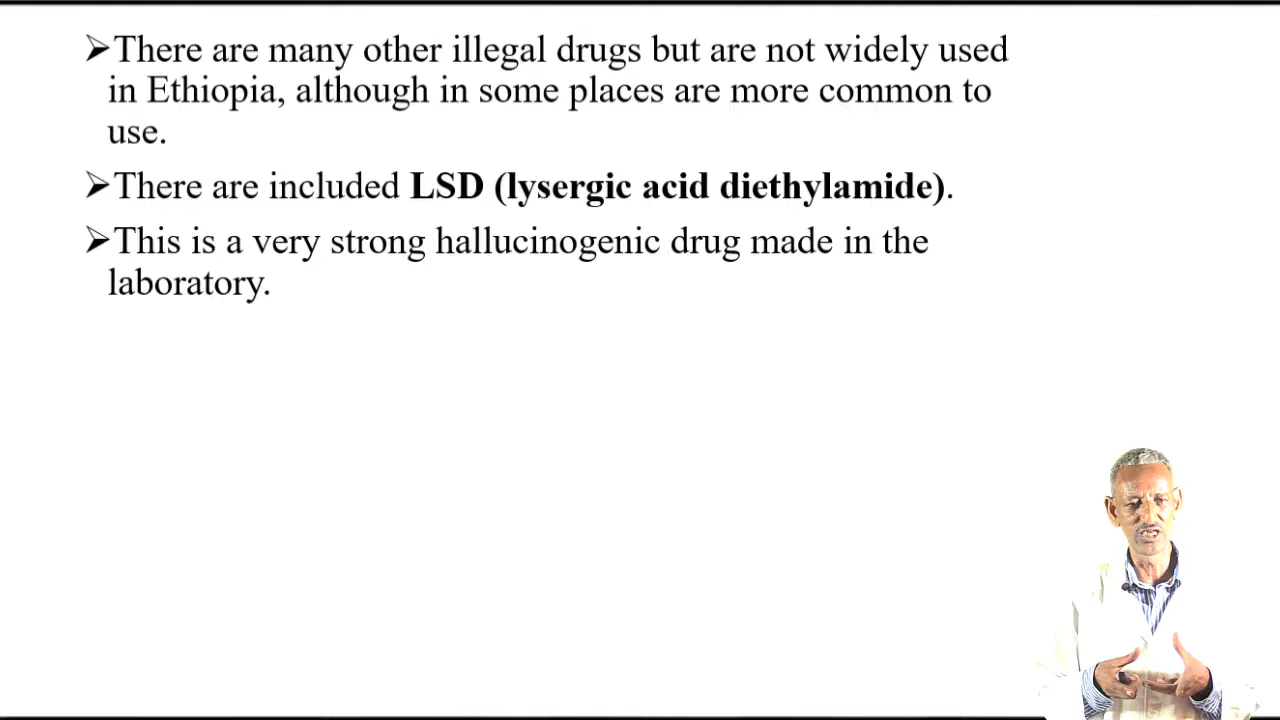 ➢There are many other illegal drugs but are not widely used
in Ethiopia, although in some places are more common to
use.
➢There are included LSD (lysergic acid diethylamide).
➢This is a very strong hallucinogenic drug made in the
laboratory.